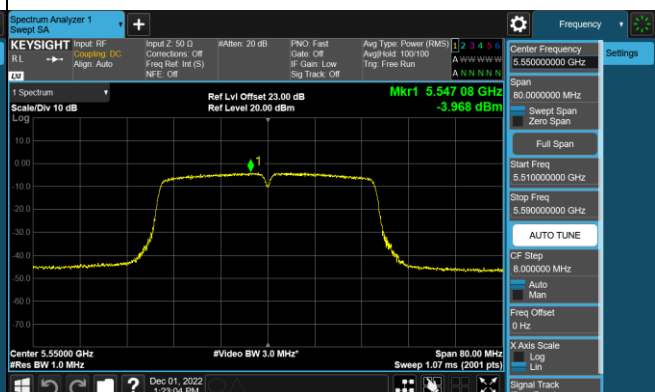 Spectrum Analyzer 1
Swept SA
+
Frequency
KEYSIGHT
R L
LXI
Input: RF
Coupling: DC
Align: Auto
Input Z: 50 Ω
Corrections: Off
Freq Ref: Int (S)
NFE: Off
#Atten: 20 dB
PNO: Fast
Gate: Off
IF Gain: Low
Sig Track: Off
Avg Type: Power (RMS)
Avg|Hold: 100/100
Trig: Free Run
1 2 3 4 5 6
A W W W W W
A N N N N N
1 Spectrum
Scale/Div 10 dB
Log
Ref Lvl Offset 23.00 dB
Ref Level 20.00 dBm
Mkr1 5.547 08 GHz
-3.968 dBm
10.0
0.00
-10.0
-20.0
-30.0
-40.0
-50.0
-70.0
1
Center 5.55000 GHz
#Res BW 1.0 MHz
#Video BW 3.0 MHz*
Span 80.00 MHz
Sweep 1.07 ms (2001 pts)
Dec 01, 2022
1:23:04 PM
?
Center Frequency
5.550000000 GHz
Settings
Span
80.0000000 MHz
Swept Span
Zero Span
Full Span
Start Freq
5.510000000 GHz
Stop Freq
5.590000000 GHz
AUTO TUNE
CF Step
8.000000 MHz
Auto
Man
Freq Offset
0 Hz
X Axis Scale
Log
Lin
Signal Track